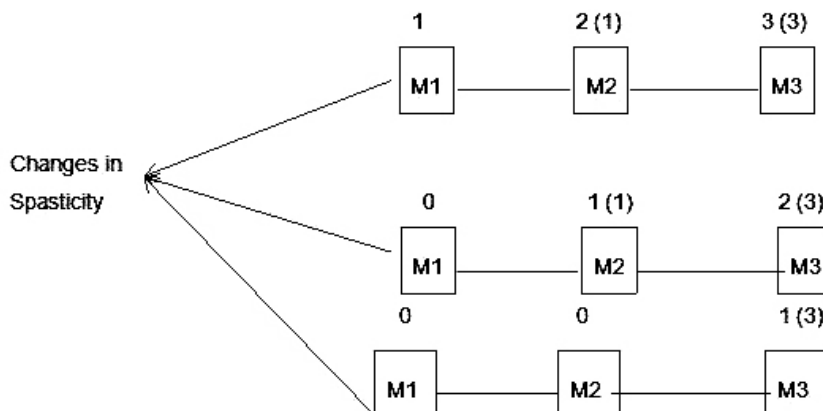 1 2 (1) 3 (3)
M1 M2 M3
Changes in
Spasticity
0 1 (1) 2 (3)
M1 M2 M3
0 0 1 (3)
M1 M2 M3